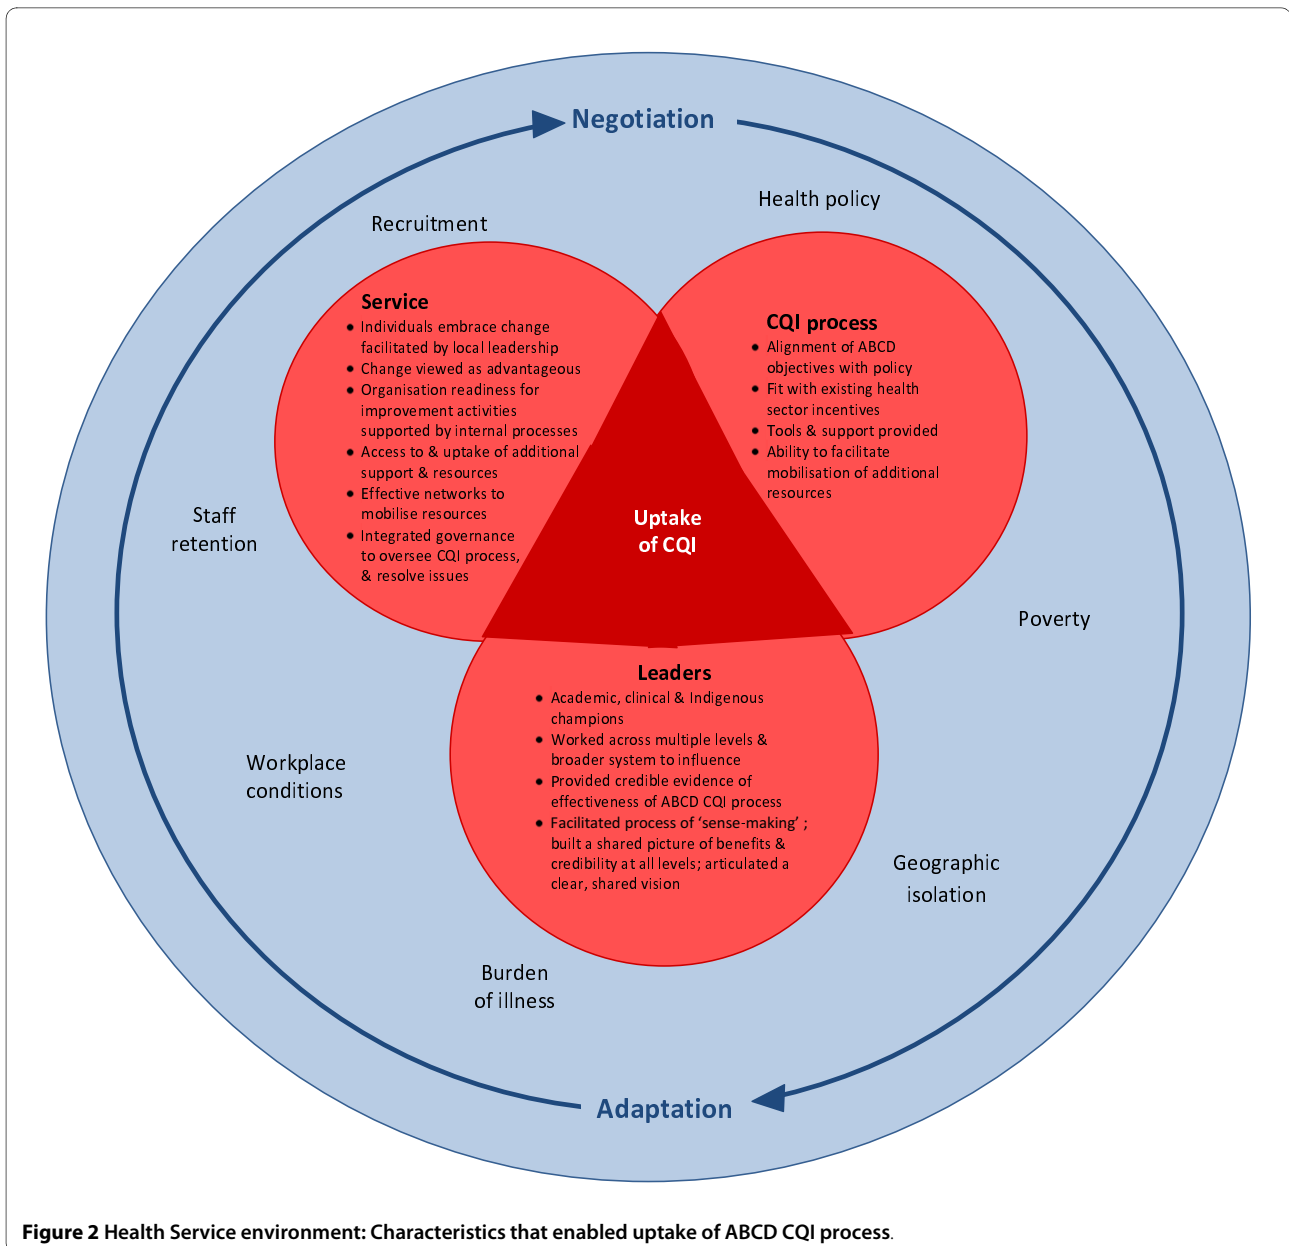 Negotiation
Health policy
Recruitment
Service
• Individuals embrace change
facilitated by local leadership
• Change viewed as advantageous
• Organisation readiness for
improvement activities
supported by internal processes
• Access to & uptake of additional
support & resources
• Effective networks to
mobilise resources
• Integrated governance
to oversee CQI process,
& resolve issues
CQI process
• Alignment of ABCD
objectives with policy
• Fit with existing health
sector incentives
• Tools & support provided
• Ability to facilitate
mobilisation of additional
resources
Uptake
of CQI
Staff
retention
Poverty
Leaders
• Academic, clinical & Indigenous
champions
• Worked across multiple levels &
broader system to influence
• Provided credible evidence of
effectiveness of ABCD CQI process
• Facilitated process of ‘sense-making’ ;
built a shared picture of benefits &
credibility at all levels; articulated a
clear, shared vision
Workplace
conditions
Geographic
isolation
Burden
of illness
Adaptation
Figure 2 Health Service environment: Characteristics that enabled uptake of ABCD CQI process.